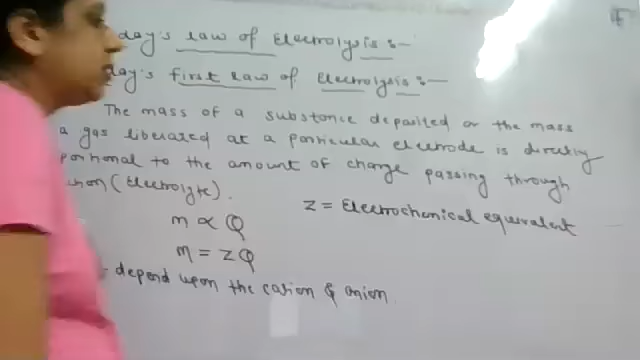 day's law of Electrolysis :-
day's first law of Electrolysis :-
The mass of a substance deposited or the mass
a gas liberated at a particular electrode is directly
portional to the amount of charge passing through
(Electrolyte).
Z = Electrochemical equivalent
m ∝ Q
m = ZQ
depend upon the cation & anion.